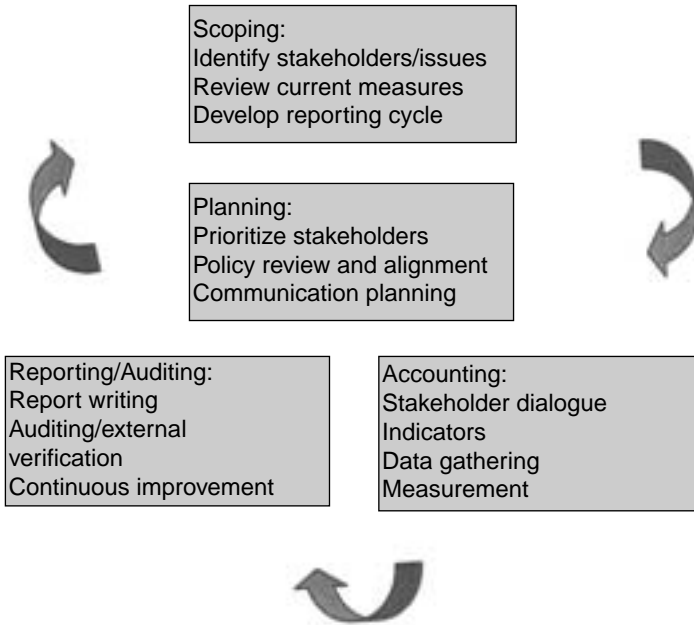 Scoping:
Identify stakeholders/issues
Review current measures
Develop reporting cycle
Planning:
Prioritize stakeholders
Policy review and alignment
Communication planning
Reporting/Auditing:
Report writing
Auditing/external
verification
Continuous improvement
Accounting:
Stakeholder dialogue
Indicators
Data gathering
Measurement